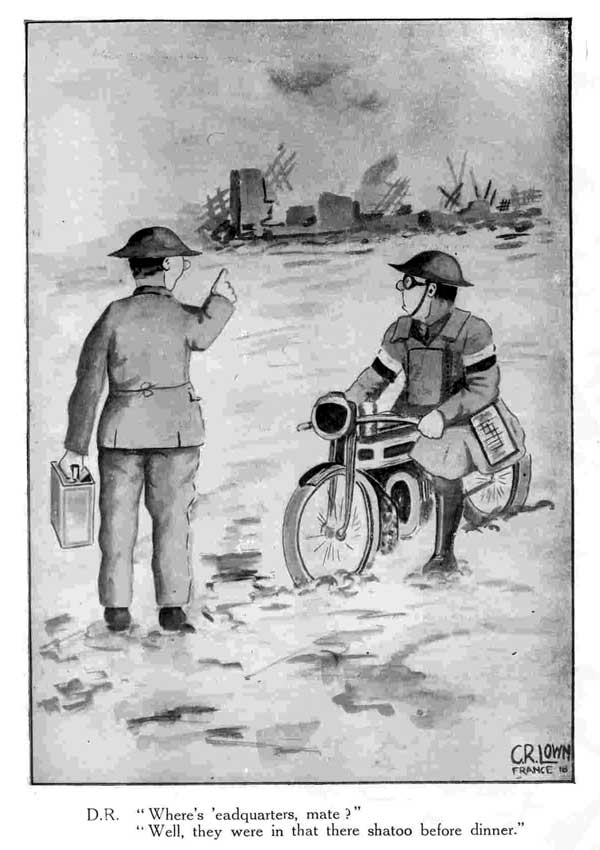 C.R.LOWN
FRANCE 18
D.R. "Where's 'eadquarters, mate ?"
"Well, they were in that there shatoo before dinner."